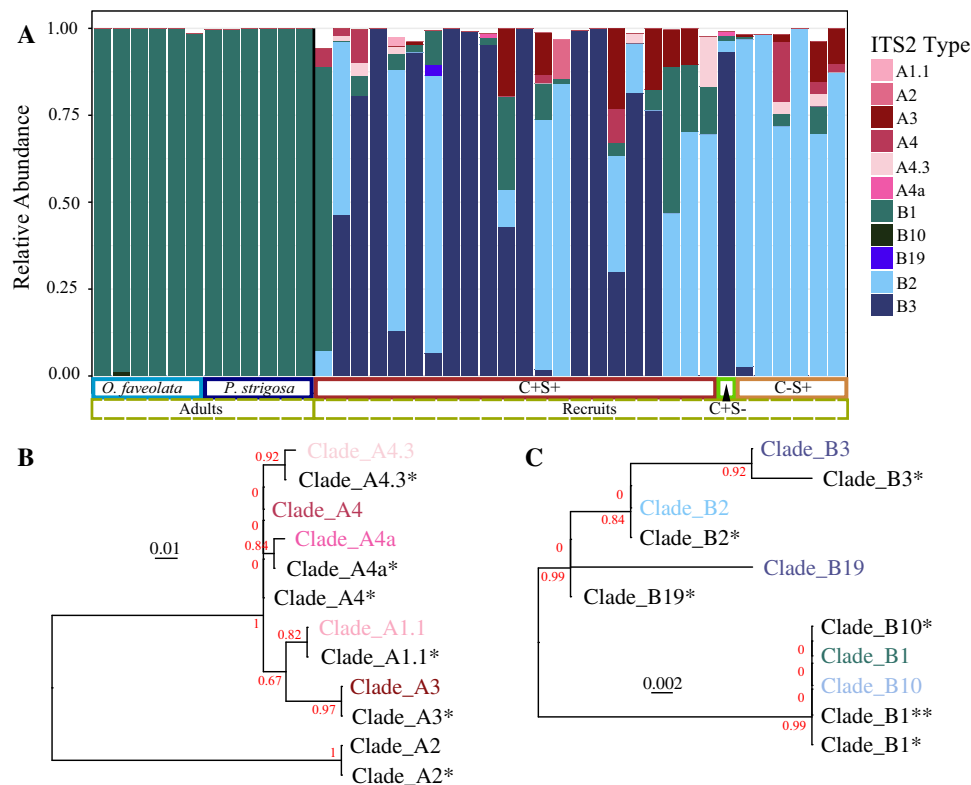 A
Relative Abundance
1.00
0.75
0.50
0.25
0.00
ITS2 Type
A1.1
A2
A3
A4
A4.3
A4a
B1
B10
B19
B2
B3
O. faveolata
P. strigosa
C+S+
C-S+
Adults
Recruits
C+S-
B
0.01
Clade_A4.3
0.92
Clade_A4.3*
0
Clade_A4
0
Clade_A4a
0.84
Clade_A4a*
0
Clade_A4*
1
Clade_A1.1
0.82
Clade_A1.1*
0.67
Clade_A3
0.97
Clade_A3*
Clade_A2
1
Clade_A2*
C
Clade_B3
0.92
Clade_B3*
0
Clade_B2
0.84
Clade_B2*
0
Clade_B19
0.99
Clade_B19*
Clade_B10*
0
Clade_B1
0
Clade_B10
0
0.002
Clade_B1**
0.99
Clade_B1*